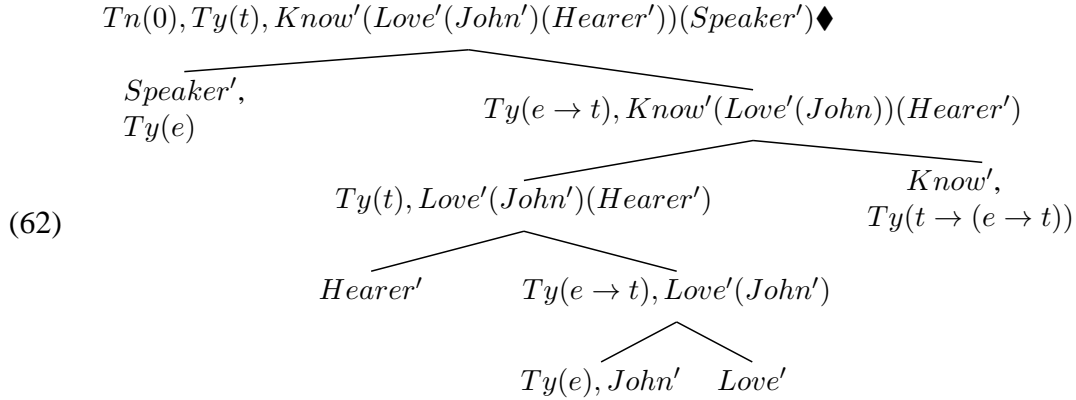 Tn(0), Ty(t), Know′(Love′(John′)(Hearer′))(Speaker′)♦
Speaker′,
Ty(e)
Ty(e → t), Know′(Love′(John))(Hearer′)
Ty(t), Love′(John′)(Hearer′)
Know′,
Ty(t → (e → t))
(62)
Hearer′ Ty(e → t), Love′(John′)
Ty(e), John′ Love′